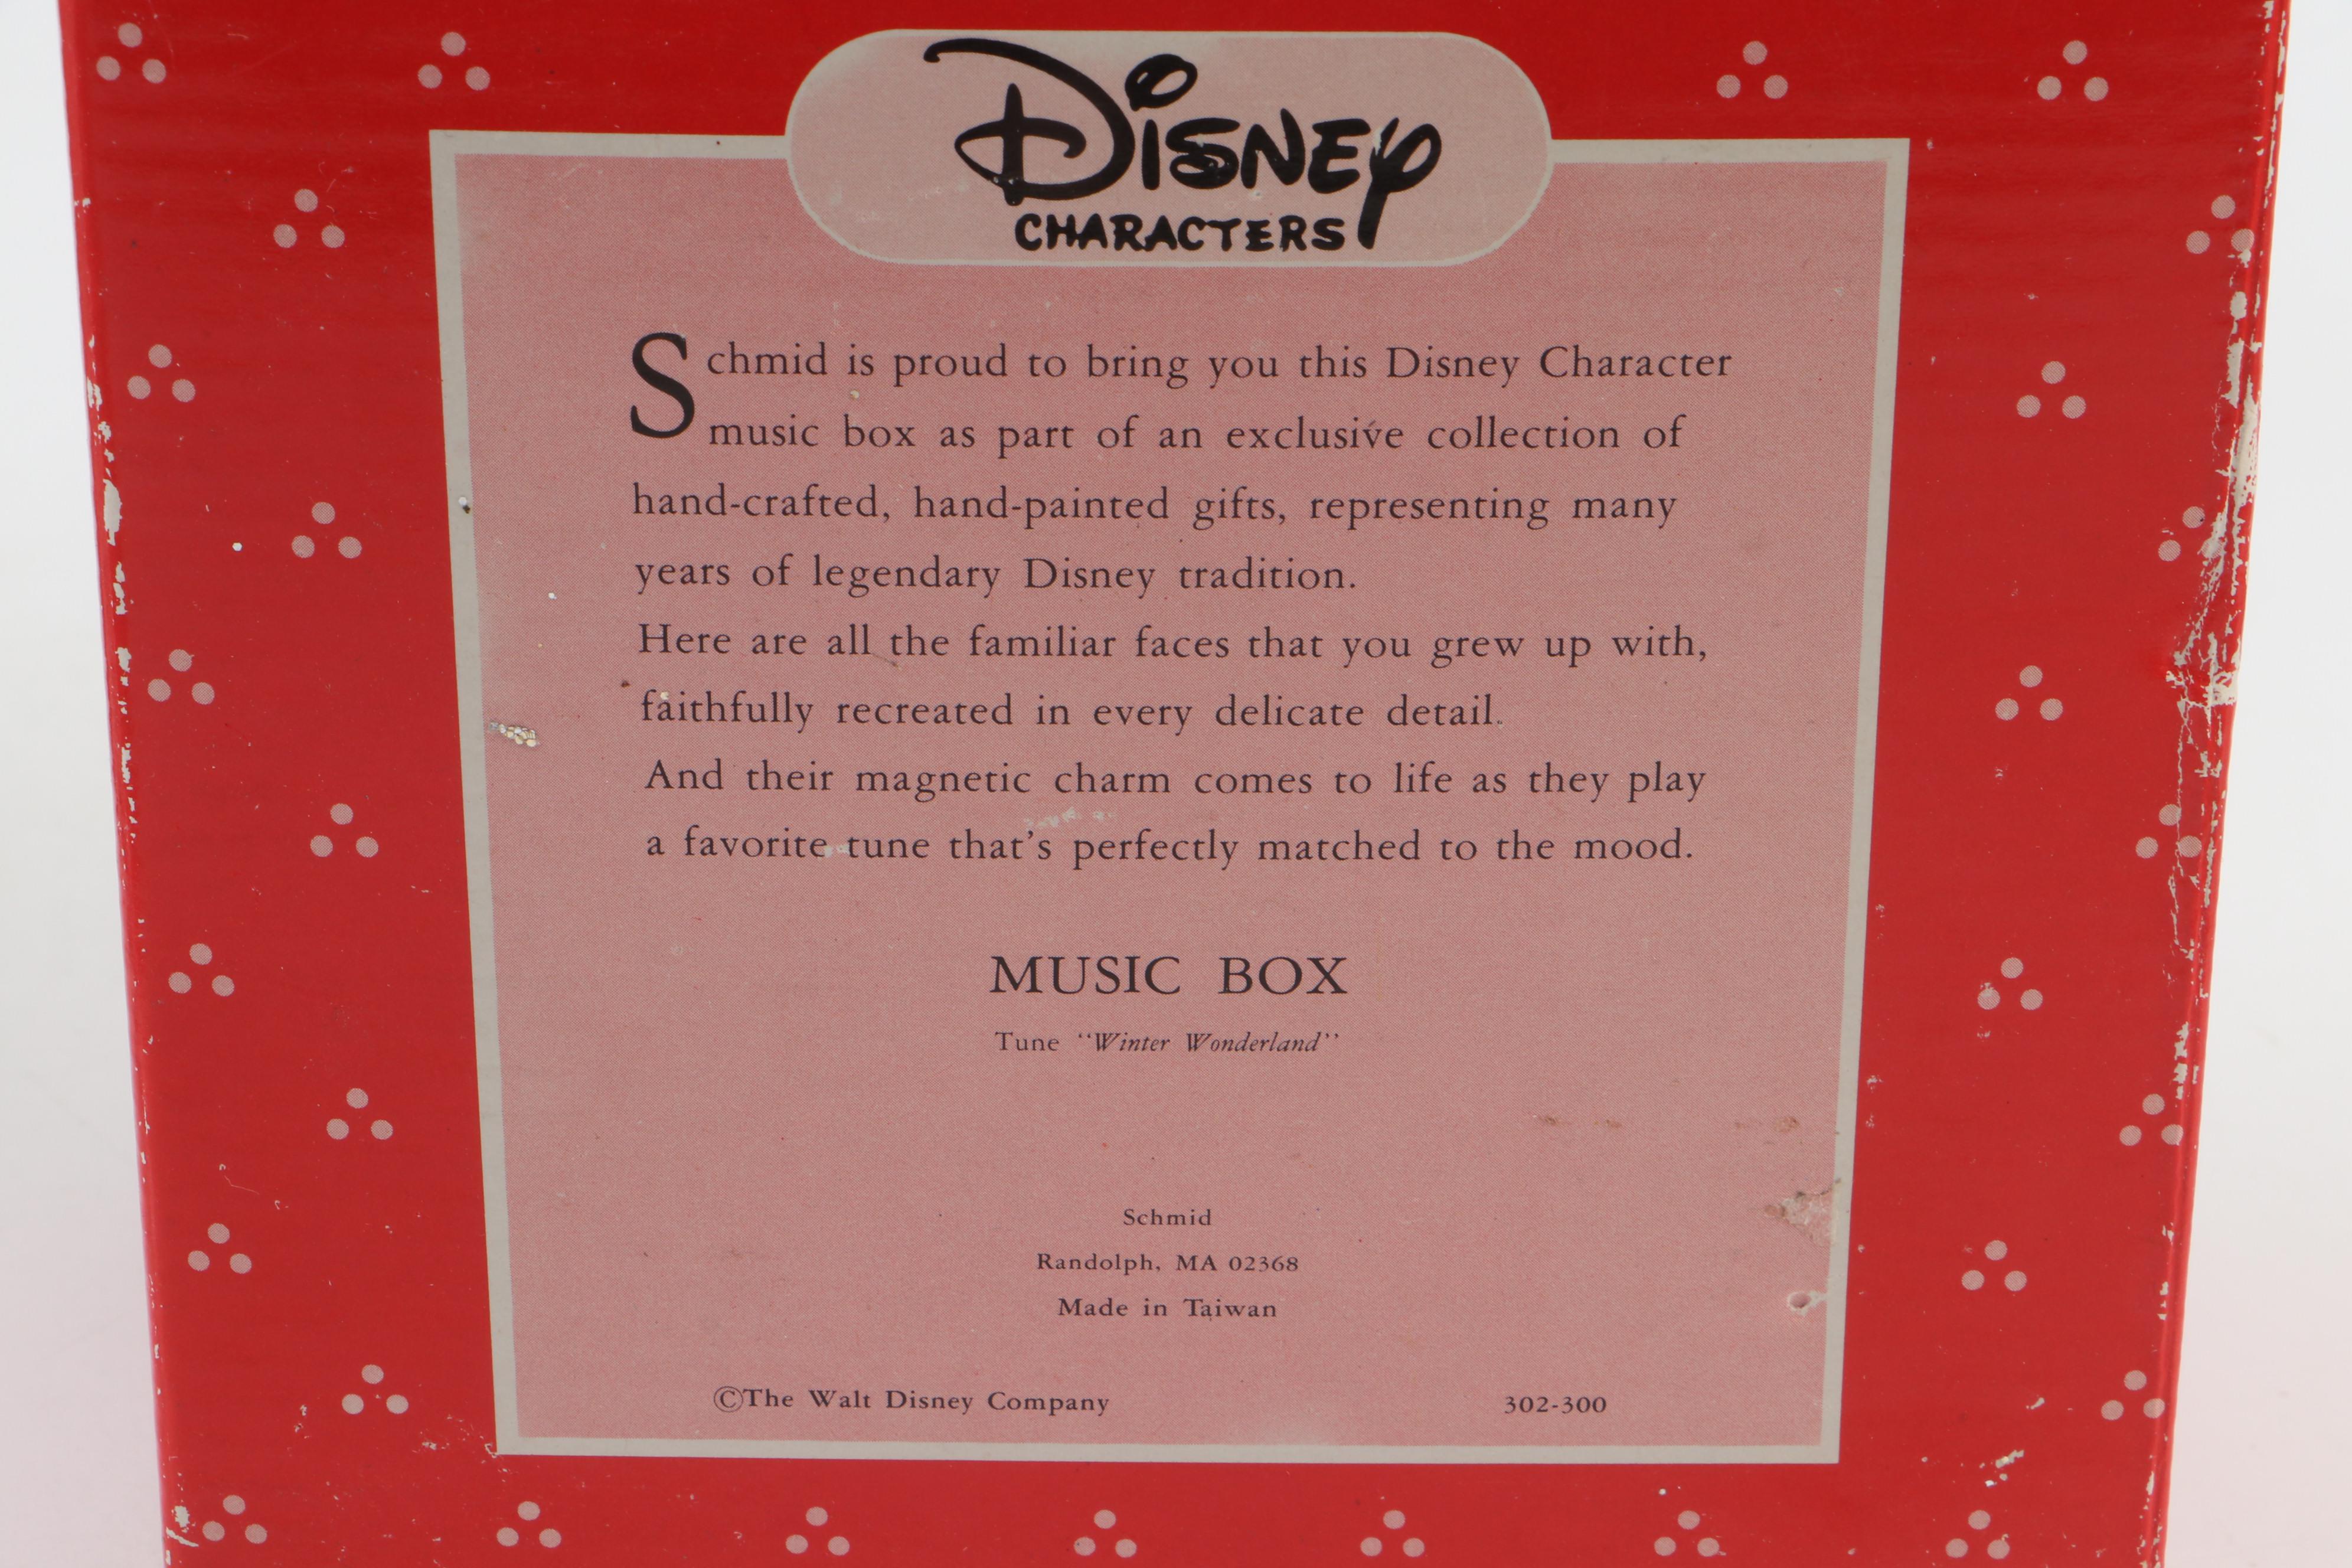 Disney
CHARACTERS
Schmid is proud to bring you this Disney Character
music box as part of an exclusive collection of
hand-crafted, hand-painted gifts, representing many
years of legendary Disney tradition.
Here are all the familiar faces that you grew up with,
faithfully recreated in every delicate detail.
And their magnetic charm comes to life as they play
a favorite tune that's perfectly matched to the mood.
MUSIC BOX
Tune "Winter Wonderland"
Schmid
Randolph, MA 02368
Made in Taiwan
©The Walt Disney Company 302-300